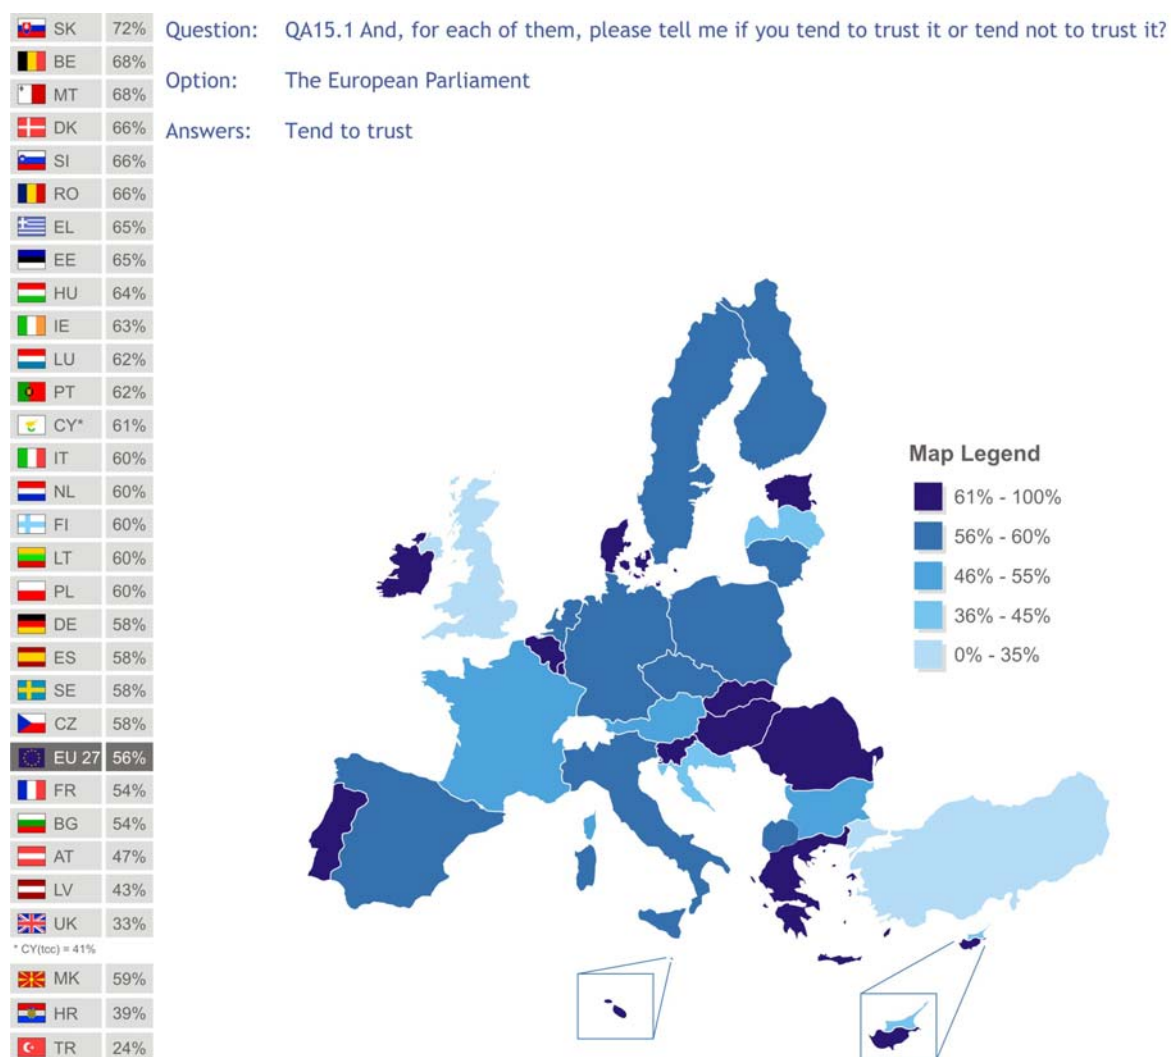 Question: QA15.1 And, for each of them, please tell me if you tend to trust it or tend not to trust it?
Option: The European Parliament
Answers: Tend to trust
SK 72%
BE 68%
MT 68%
DK 66%
SI 66%
RO 66%
EL 65%
EE 65%
HU 64%
IE 63%
LU 62%
PT 62%
CY* 61%
IT 60%
NL 60%
FI 60%
LT 60%
PL 60%
DE 58%
ES 58%
SE 58%
CZ 58%
EU 27 56%
FR 54%
BG 54%
AT 47%
LV 43%
UK 33%
* CY(tcc) = 41%
MK 59%
HR 39%
TR 24%
Map Legend
61% - 100%
56% - 60%
46% - 55%
36% - 45%
0% - 35%